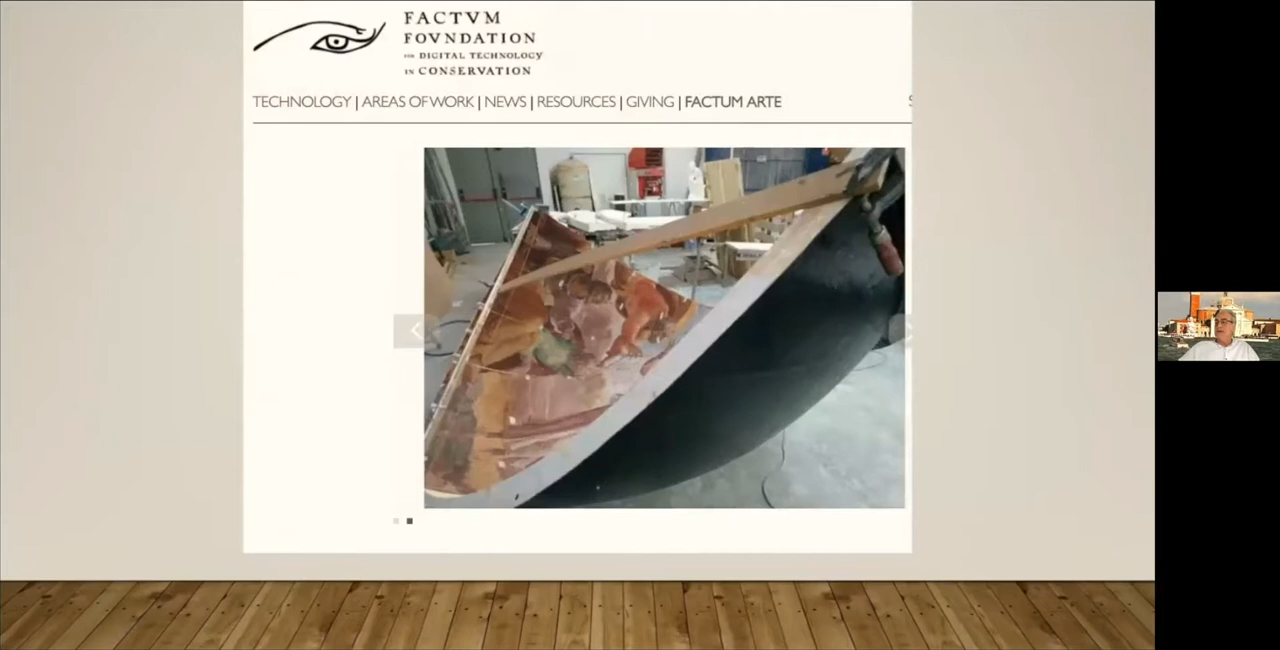 FACTVM
FOVNDATION
FOR DIGITAL TECHNOLOGY
IN CONSERVATION
TECHNOLOGY | AREAS OF WORK | NEWS | RESOURCES | GIVING | FACTUM ARTE